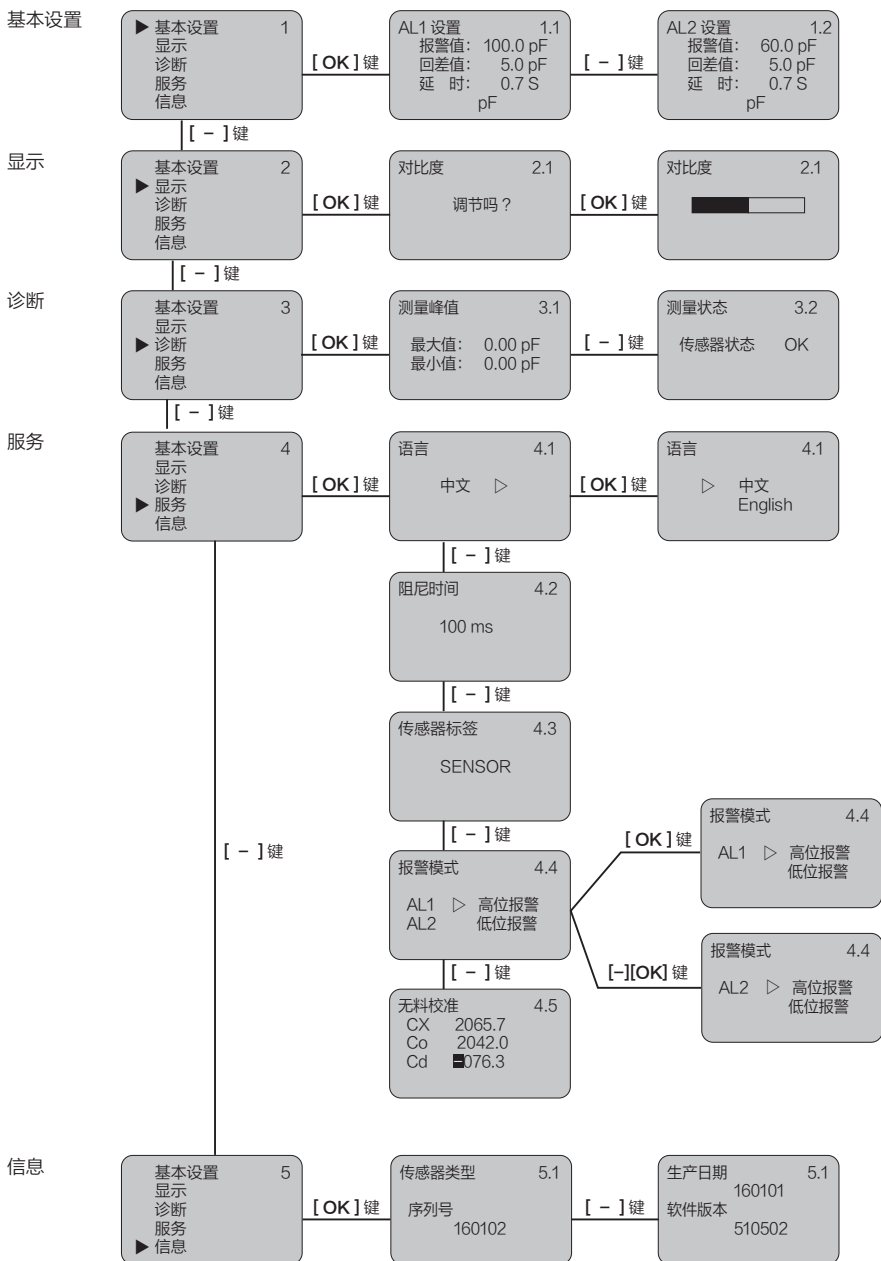 基本设置
▶ 基本设置 1
显示
诊断
服务
信息
[ OK ] 键
AL1 设置 1.1
报警值： 100.0 pF
回差值： 5.0 pF
延 时： 0.7 S
pF
[ － ] 键
AL2 设置 1.2
报警值： 60.0 pF
回差值： 5.0 pF
延 时： 0.7 S
pF
[ － ] 键
显示
基本设置 2
▶ 显示
诊断
服务
信息
[ OK ] 键
对比度 2.1
调节吗？
[ OK ] 键
对比度 2.1
[ － ] 键
诊断
基本设置 3
显示
▶ 诊断
服务
信息
[ OK ] 键
测量峰值 3.1
最大值： 0.00 pF
最小值： 0.00 pF
[ － ] 键
测量状态 3.2
传感器状态 OK
[ － ] 键
服务
基本设置 4
显示
诊断
▶ 服务
信息
[ OK ] 键
语言 4.1
中文 ▷
[ OK ] 键
语言 4.1
▷ 中文
English
[ － ] 键
阻尼时间 4.2
100 ms
[ － ] 键
传感器标签 4.3
SENSOR
[ － ] 键
[ － ] 键
报警模式 4.4
AL1 ▷ 高位报警
AL2 低位报警
[ OK ] 键
报警模式 4.4
AL1 ▷ 高位报警
低位报警
[－][OK] 键
报警模式 4.4
AL2 ▷ 高位报警
低位报警
[ － ] 键
无料校准 4.5
CX 2065.7
Co 2042.0
Cd －076.3
信息
基本设置 5
显示
诊断
服务
▶ 信息
[ OK ] 键
传感器类型 5.1
序列号
160102
[ － ] 键
生产日期 5.1
160101
软件版本
510502